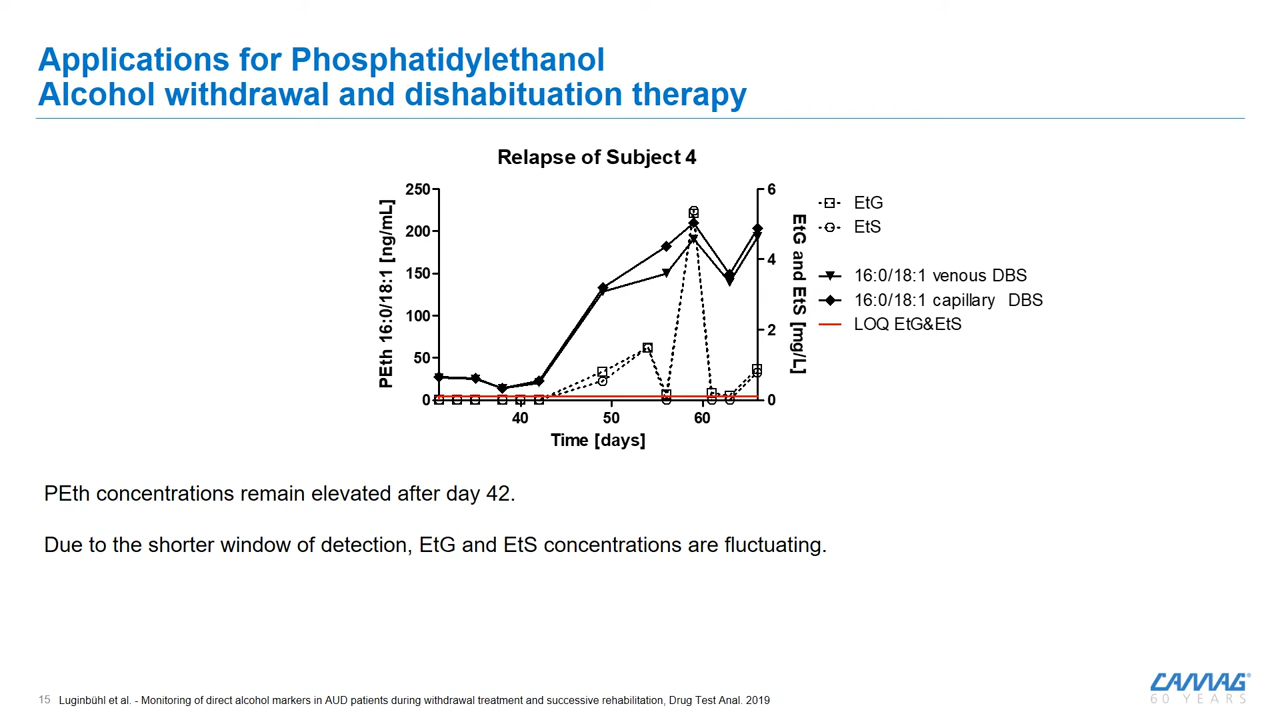 Applications for Phosphatidylethanol
Alcohol withdrawal and dishabituation therapy
Relapse of Subject 4
PEth 16:0/18:1 [ng/mL]
250
200
150
100
50
0
6
4
2
0
EtG and EtS [mg/L]
40
50
60
Time [days]
EtG
EtS
16:0/18:1 venous DBS
16:0/18:1 capillary DBS
LOQ EtG&EtS
PEth concentrations remain elevated after day 42.
Due to the shorter window of detection, EtG and EtS concentrations are fluctuating.
15 Luginbühl et al. - Monitoring of direct alcohol markers in AUD patients during withdrawal treatment and successive rehabilitation, Drug Test Anal. 2019
CAMAG®
60 YEARS